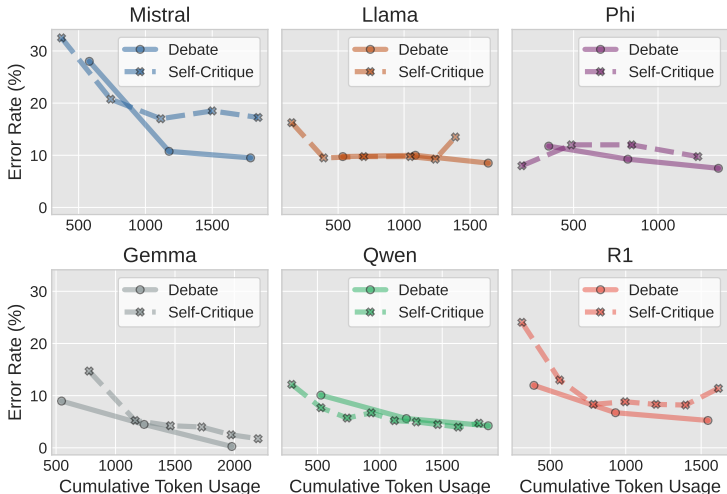 Mistral
Llama
Phi
Error Rate (%)
30
20
10
0
Debate
Self-Critique
Debate
Self-Critique
Debate
Self-Critique
500
1000
1500
500
1000
1500
500
1000
Gemma
Qwen
R1
Error Rate (%)
30
20
10
0
Debate
Self-Critique
Debate
Self-Critique
Debate
Self-Critique
500
1000
1500
2000
500
1000
1500
500
1000
1500
Cumulative Token Usage
Cumulative Token Usage
Cumulative Token Usage